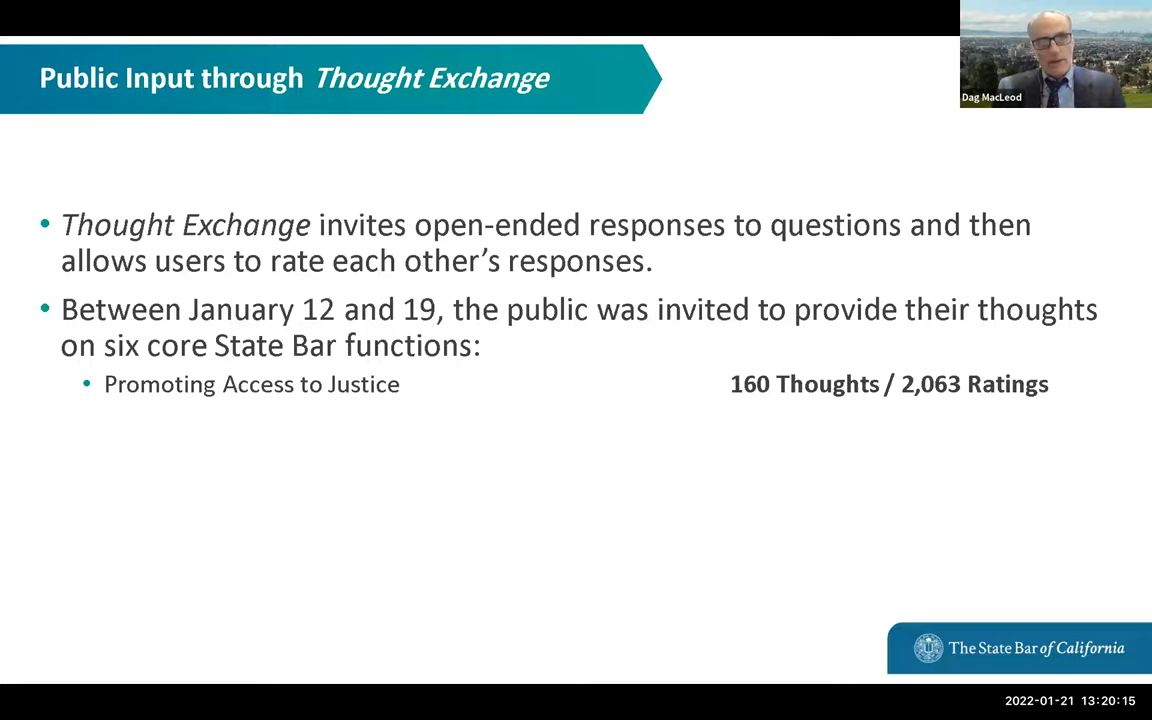 Public Input through Thought Exchange
Dag MacLeod
• Thought Exchange invites open-ended responses to questions and then
allows users to rate each other’s responses.
• Between January 12 and 19, the public was invited to provide their thoughts
on six core State Bar functions:
• Promoting Access to Justice 160 Thoughts / 2,063 Ratings
The State Bar of California
2022-01-21 13:20:15